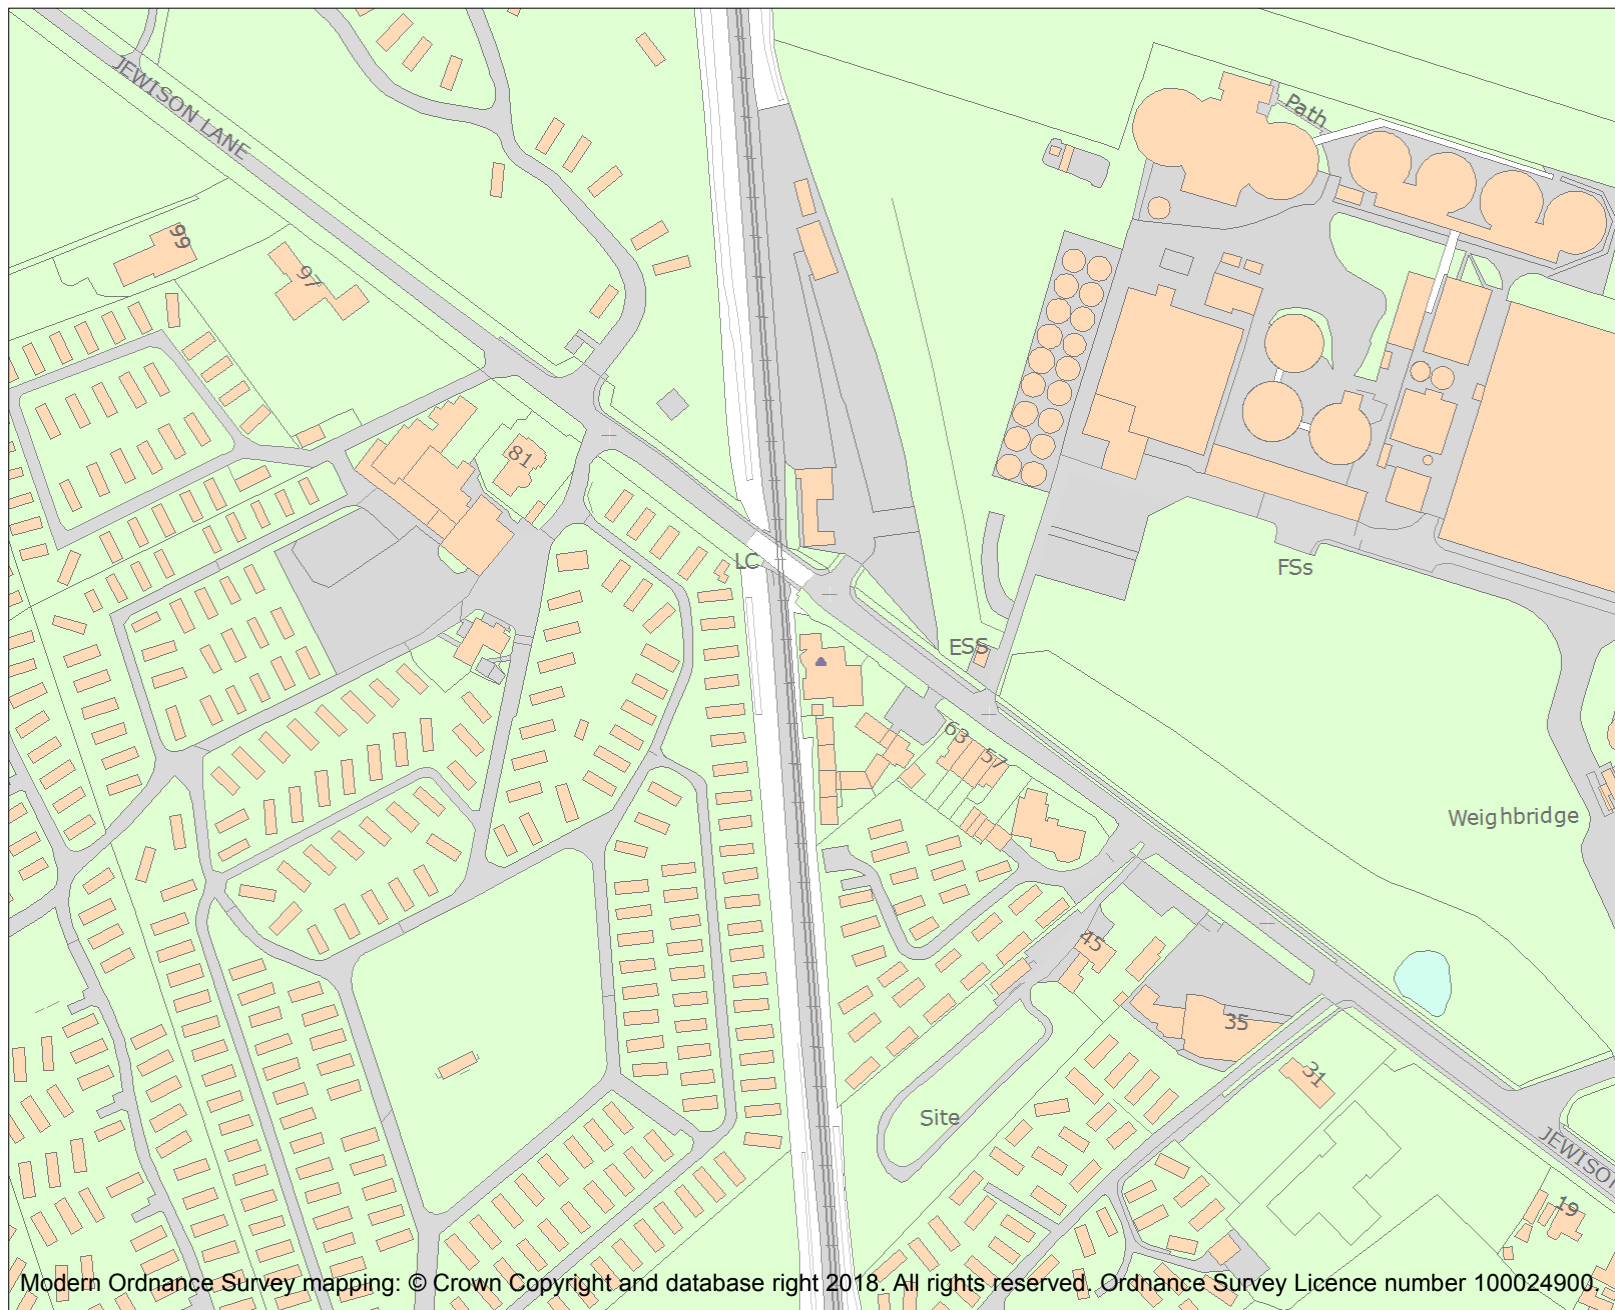 JEWISON LANE
Path
99
97
81
LC
FSs
ESS
63
57
Weighbridge
45
35
31
Site
JEWISON
19
Modern Ordnance Survey mapping: © Crown Copyright and database right 2018. All rights reserved. Ordnance Survey Licence number 100024900.